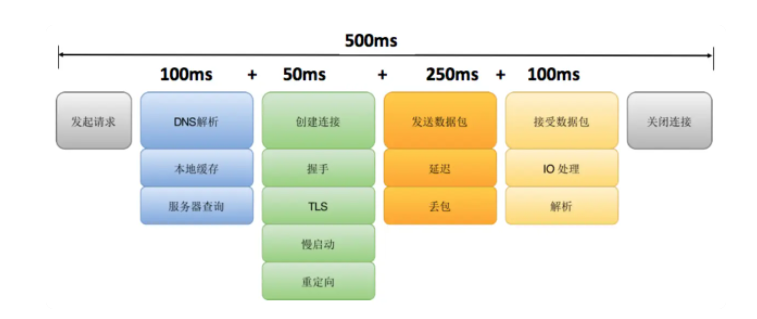 500ms
100ms + 50ms + 250ms + 100ms
发起请求 DNS解析 创建连接 发送数据包 接受数据包 关闭连接
本地缓存 握手 延迟 IO 处理
服务器查询 TLS 丢包 解析
慢启动
重定向